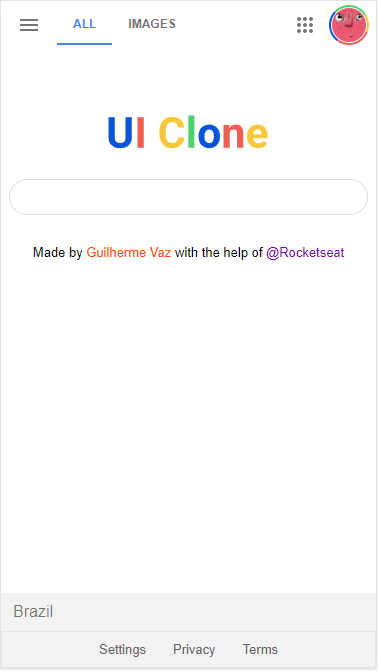 ALL IMAGES
UI Clone
Made by Guilherme Vaz with the help of @Rocketseat
Brazil
Settings Privacy Terms